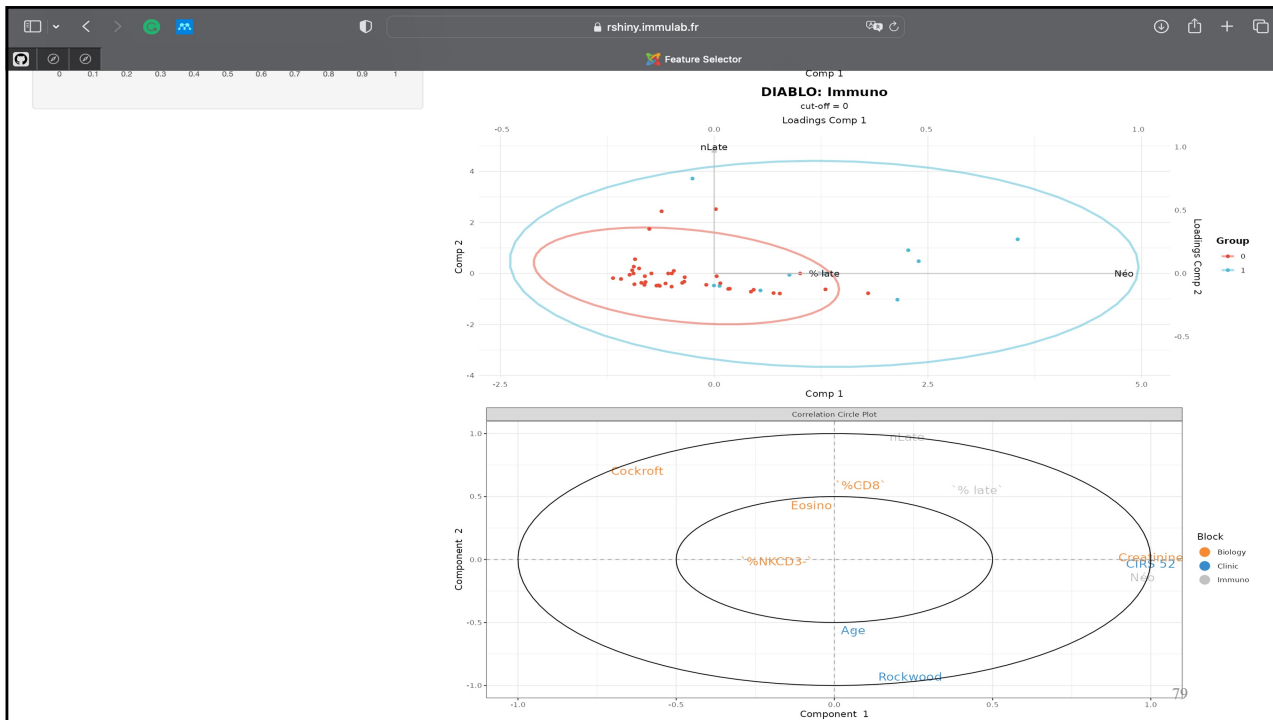 rshiny.immulab.fr
Feature Selector
0 0.1 0.2 0.3 0.4 0.5 0.6 0.7 0.8 0.9 1
Comp 1
DIABLO: Immuno
cut-off = 0
Loadings Comp 1
-0.5 0.0 0.5 1.0
nLate
1.0
4
0.5
2
Comp 2
Loadings Comp 2
Group
0
1
0
% late
Néo
0.0
-2
-0.5
-4
-2.5 0.0 2.5 5.0
Comp 1
Correlation Circle Plot
1.0
nLate
Cockroft
`%CD8`
`% late`
0.5
Eosino
Component 2
0.0
`%NKCD3-`
Creatinine
CIRS 52
Néo
Block
Biology
Clinic
Immuno
-0.5
Age
Rockwood
-1.0
79
-1.0 -0.5 0.0 0.5 1.0
Component 1